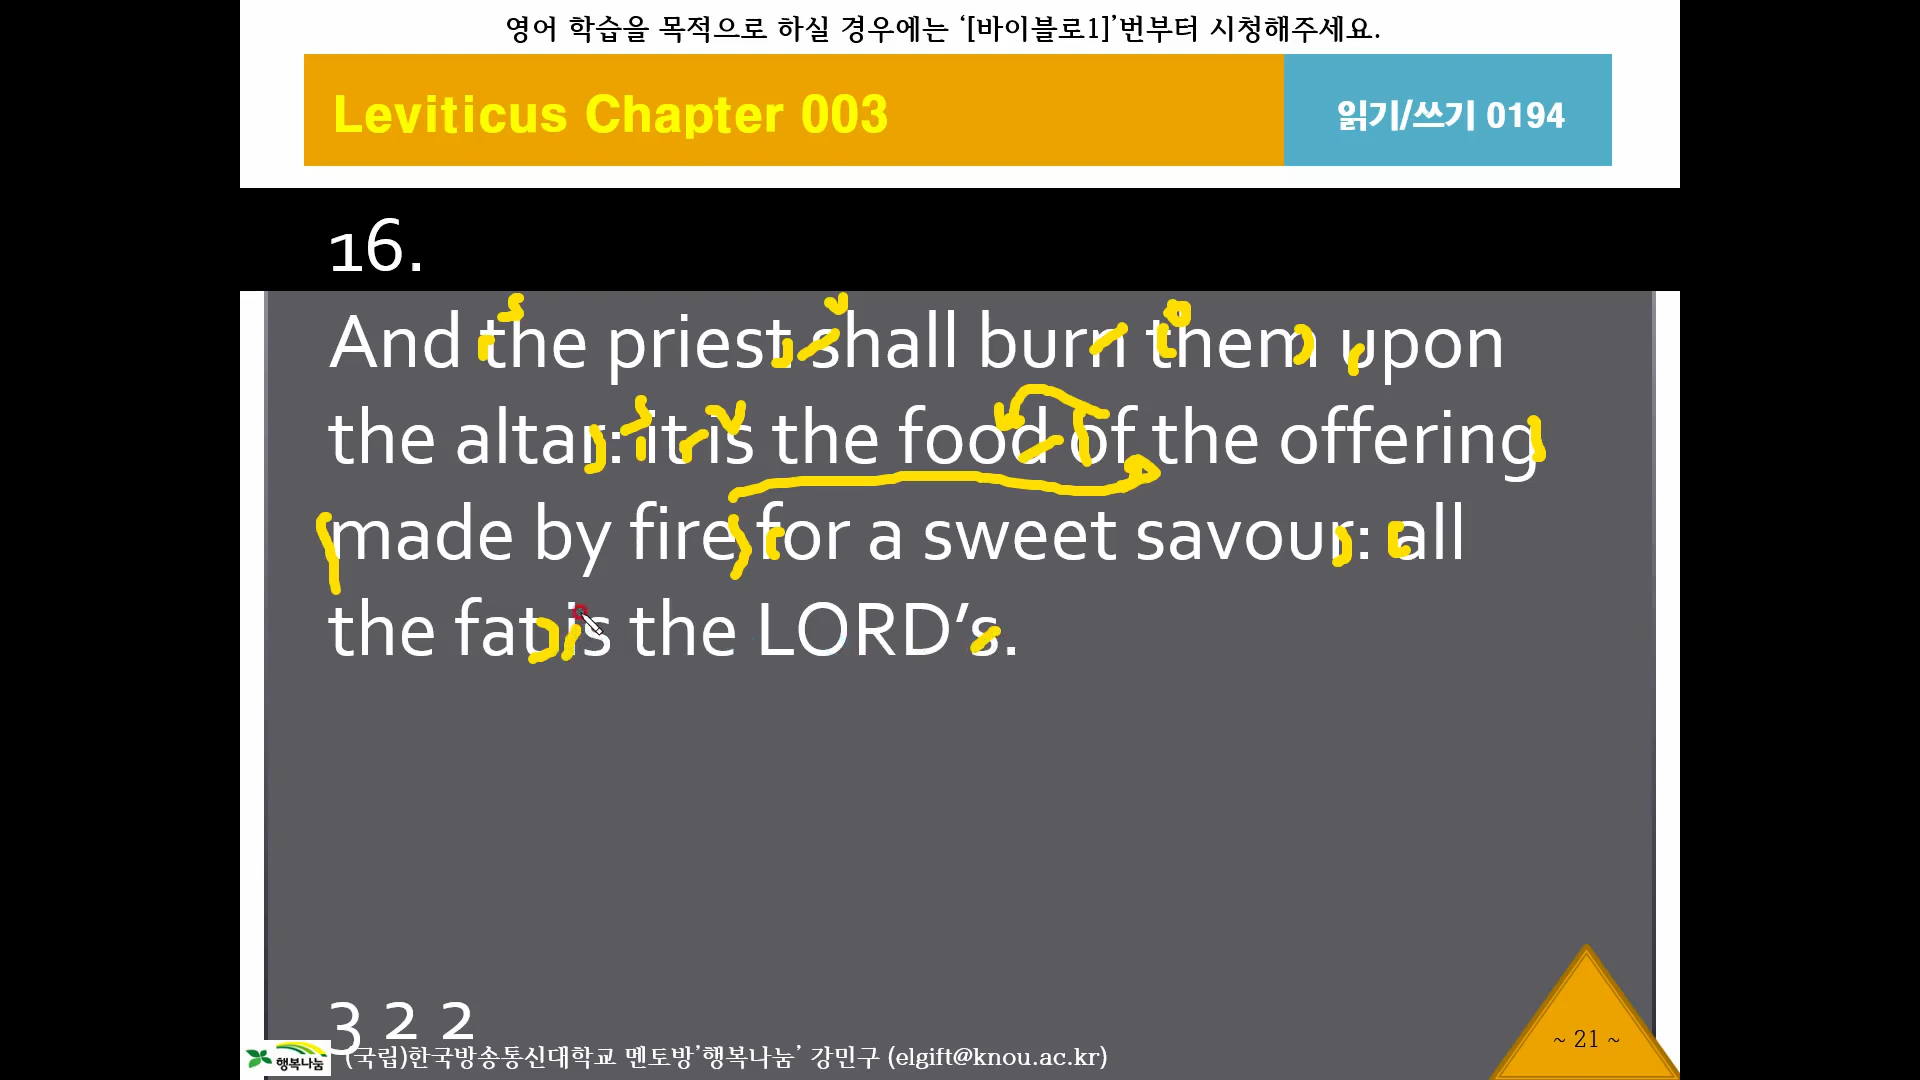 영어 학습을 목적으로 하실 경우에는 ‘[바이블로1]’번부터 시청해주세요.
Leviticus Chapter 003
읽기/쓰기 0194
16.
And the priest shall burn them upon
the altar: it is the food of the offering
made by fire for a sweet savour: all
the fat is the LORD’s.
3 2 2
행복나눔
(국립)한국방송통신대학교 멘토방’행복나눔’ 강민구 (elgift@knou.ac.kr)
~ 21 ~